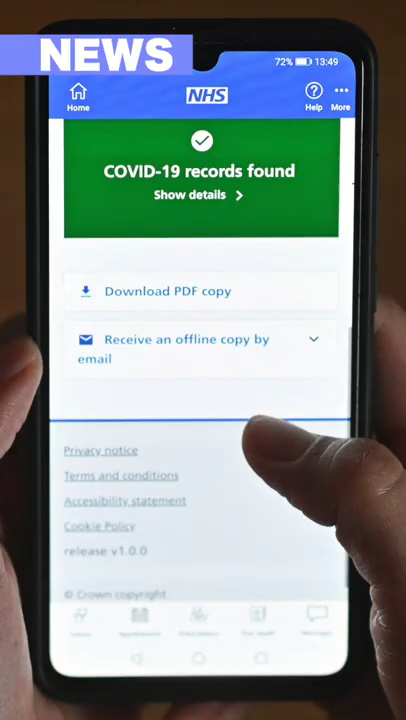 NEWS
72% 13:49
Home
NHS
Help
More
COVID-19 records found
Show details
Download PDF copy
Receive an offline copy by
email
Privacy notice
Terms and conditions
Accessibility statement
Cookie Policy
release v1.0.0
© Crown copyright